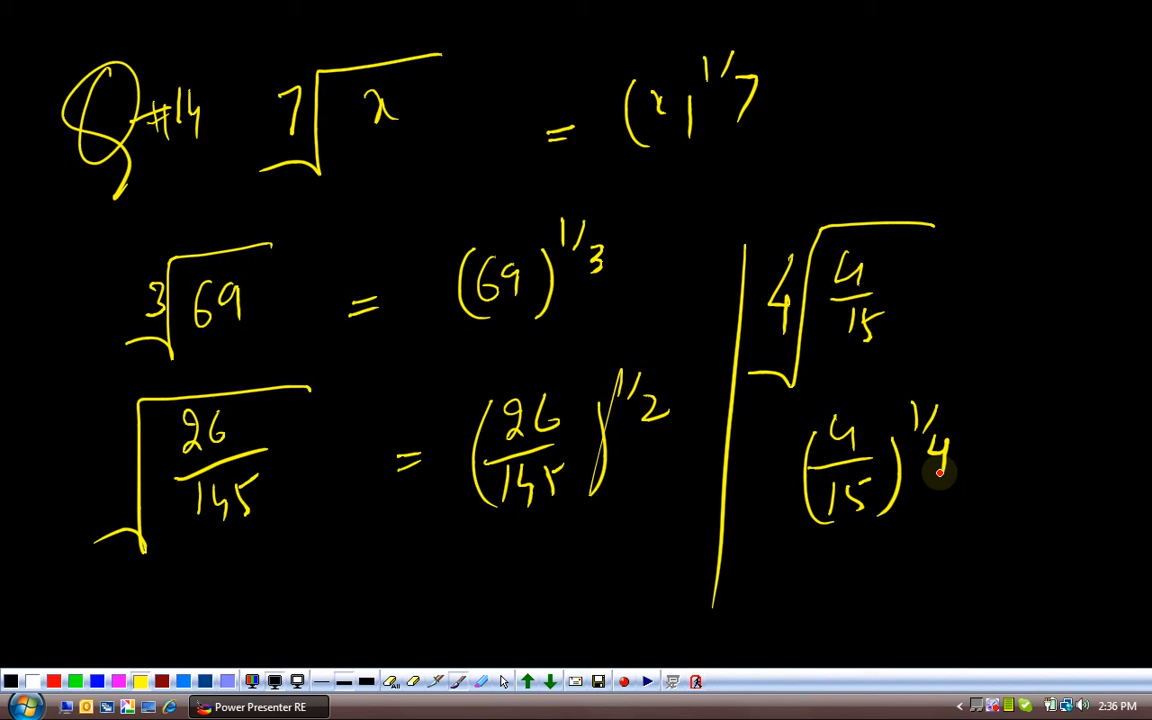 Q#14 ⁷√x = (x)^1/7
³√69 = (69)^1/3
√26/145 = (26/145)^1/2
⁴√4/15
(4/15)^1/4
Power Presenter RE
2:36 PM